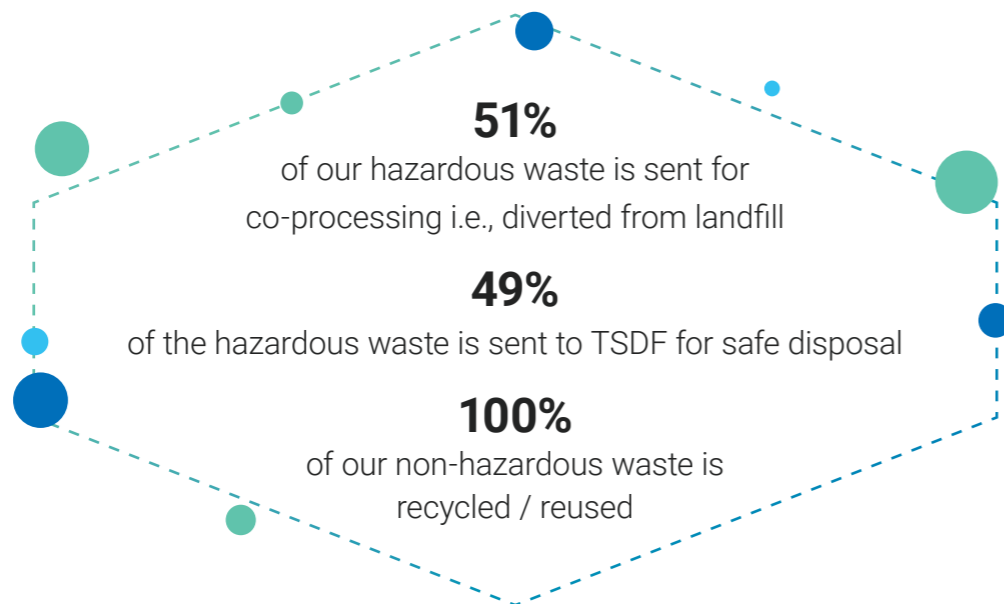 51%
of our hazardous waste is sent for
co-processing i.e., diverted from landfill
49%
of the hazardous waste is sent to TSDF for safe disposal
100%
of our non-hazardous waste is
recycled / reused